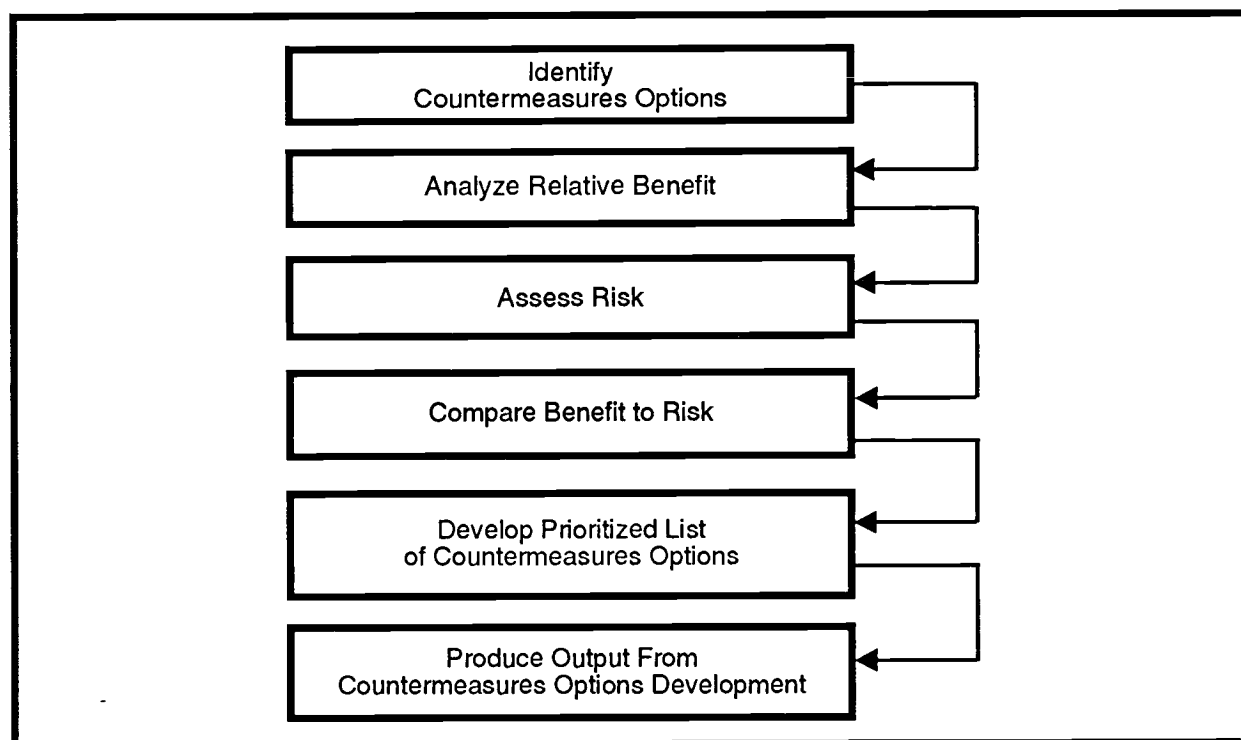 Identify
Countermeasures Options
Analyze Relative Benefit
Assess Risk
Compare Benefit to Risk
Develop Prioritized List
of Countermeasures Options
Produce Output From
Countermeasures Options Development